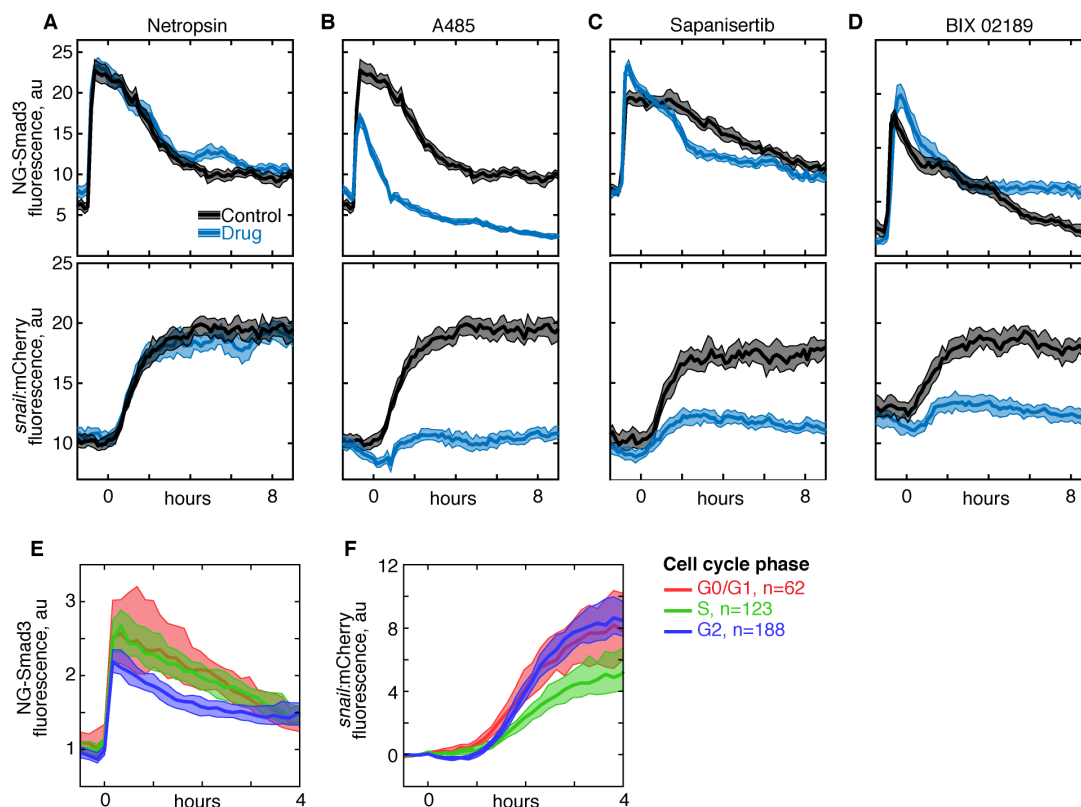 A Netropsin
B A485
C Sapanisertib
D BIX 02189
NG-Smad3
fluorescence, au
25
20
15
10
5
Control
Drug
snail:mCherry
fluorescence, au
25
20
15
10
0 hours 8
0 hours 8
0 hours 8
0 hours 8
E
NG-Smad3
fluorescence, au
3
2
1
0 hours 4
F
snail:mCherry
fluorescence, au
12
8
4
0
0 hours 4
Cell cycle phase
G0/G1, n=62
S, n=123
G2, n=188